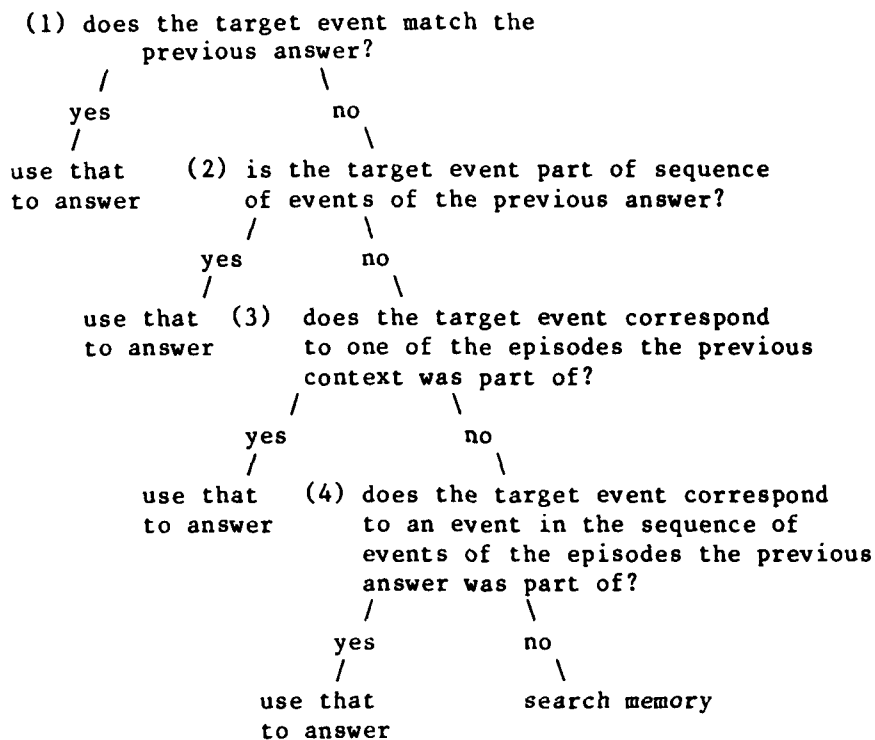 (1) does the target event match the
previous answer?
/ \
yes no
/ \
use that (2) is the target event part of sequence
to answer of events of the previous answer?
/ \
yes no
/ \
use that (3) does the target event correspond
to answer to one of the episodes the previous
context was part of?
/ \
yes no
/ \
use that (4) does the target event correspond
to answer to an event in the sequence of
events of the episodes the previous
answer was part of?
/ \
yes no
/ \
use that search memory
to answer